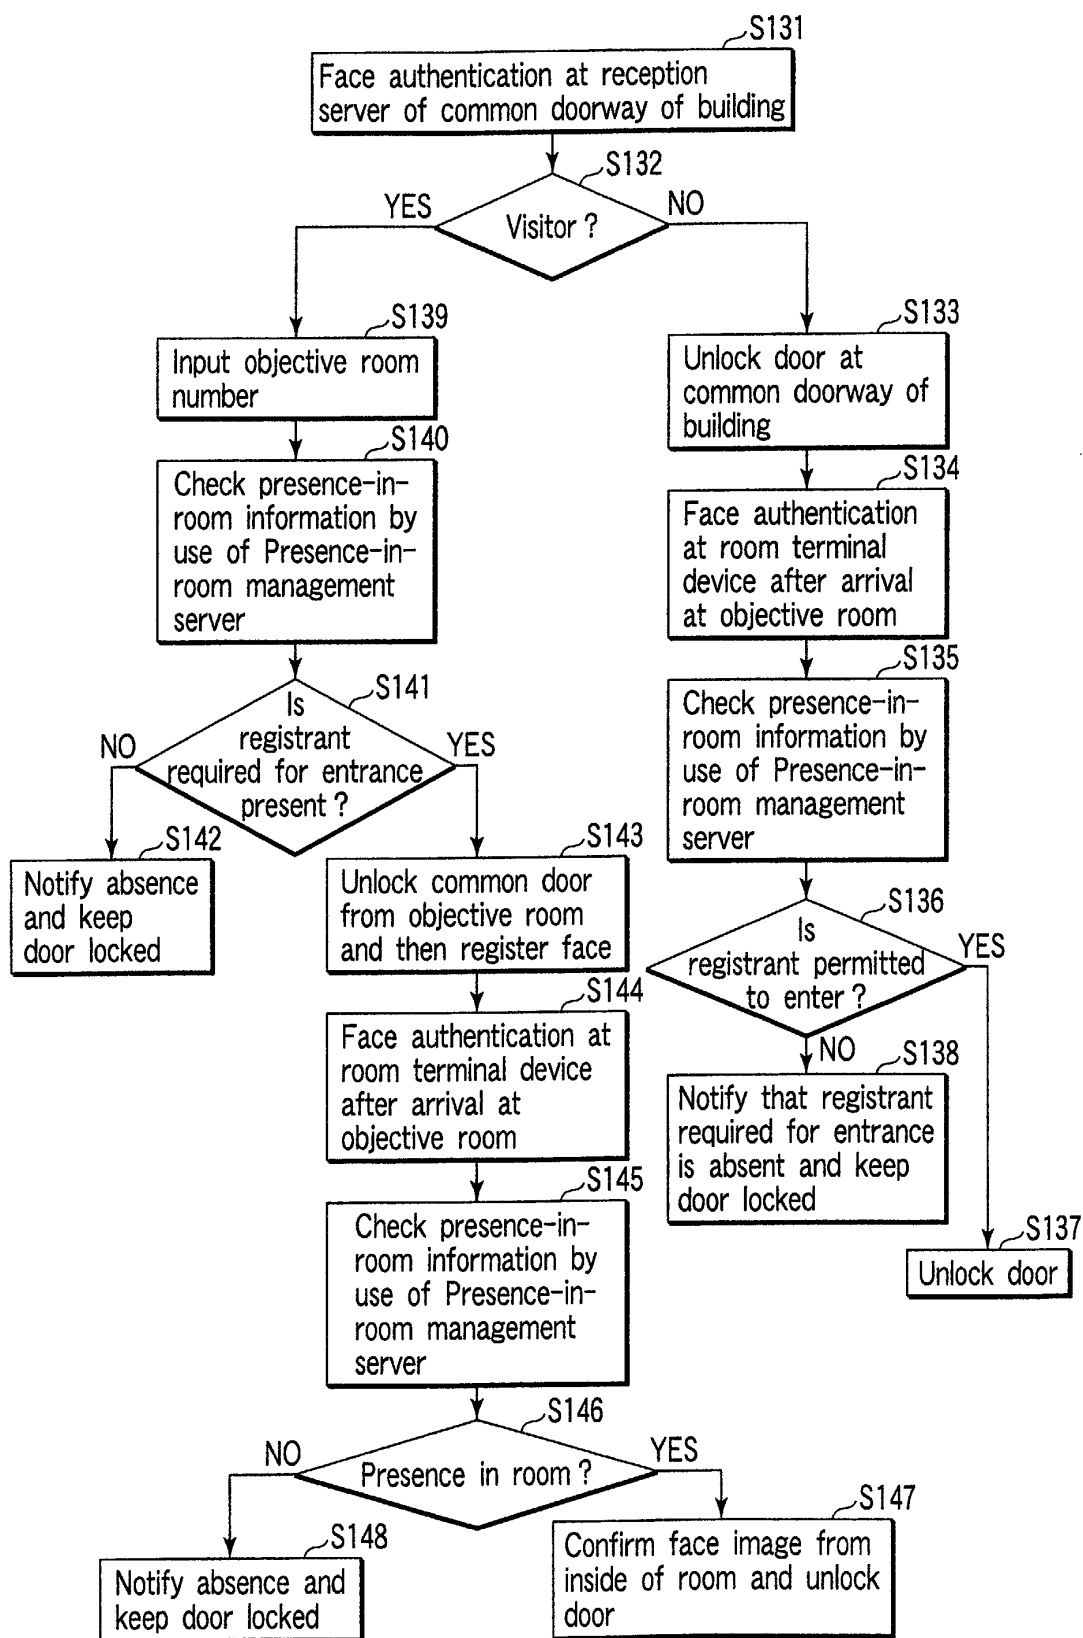 S131
Face authentication at reception
server of common doorway of building
S132
YES
NO
Visitor ?
S139
Input objective room
number
S133
Unlock door at
common doorway of
building
S140
Check presence-in-
room information by
use of Presence-in-
room management
server
S134
Face authentication
at room terminal
device after arrival
at objective room
S141
Is
registrant
required for entrance
present ?
NO
YES
S135
Check presence-in-
room information by
use of Presence-in-
room management
server
S142
Notify absence
and keep
door locked
S143
Unlock common door
from objective room
and then register face
S136
Is
registrant permitted
to enter ?
YES
NO
S144
Face authentication at
room terminal device
after arrival at
objective room
S138
Notify that registrant
required for entrance
is absent and keep
door locked
S145
Check presence-in-
room information by
use of Presence-in-
room management
server
S137
Unlock door
S146
NO
YES
Presence in room ?
S148
Notify absence and
keep door locked
S147
Confirm face image from
inside of room and unlock
door